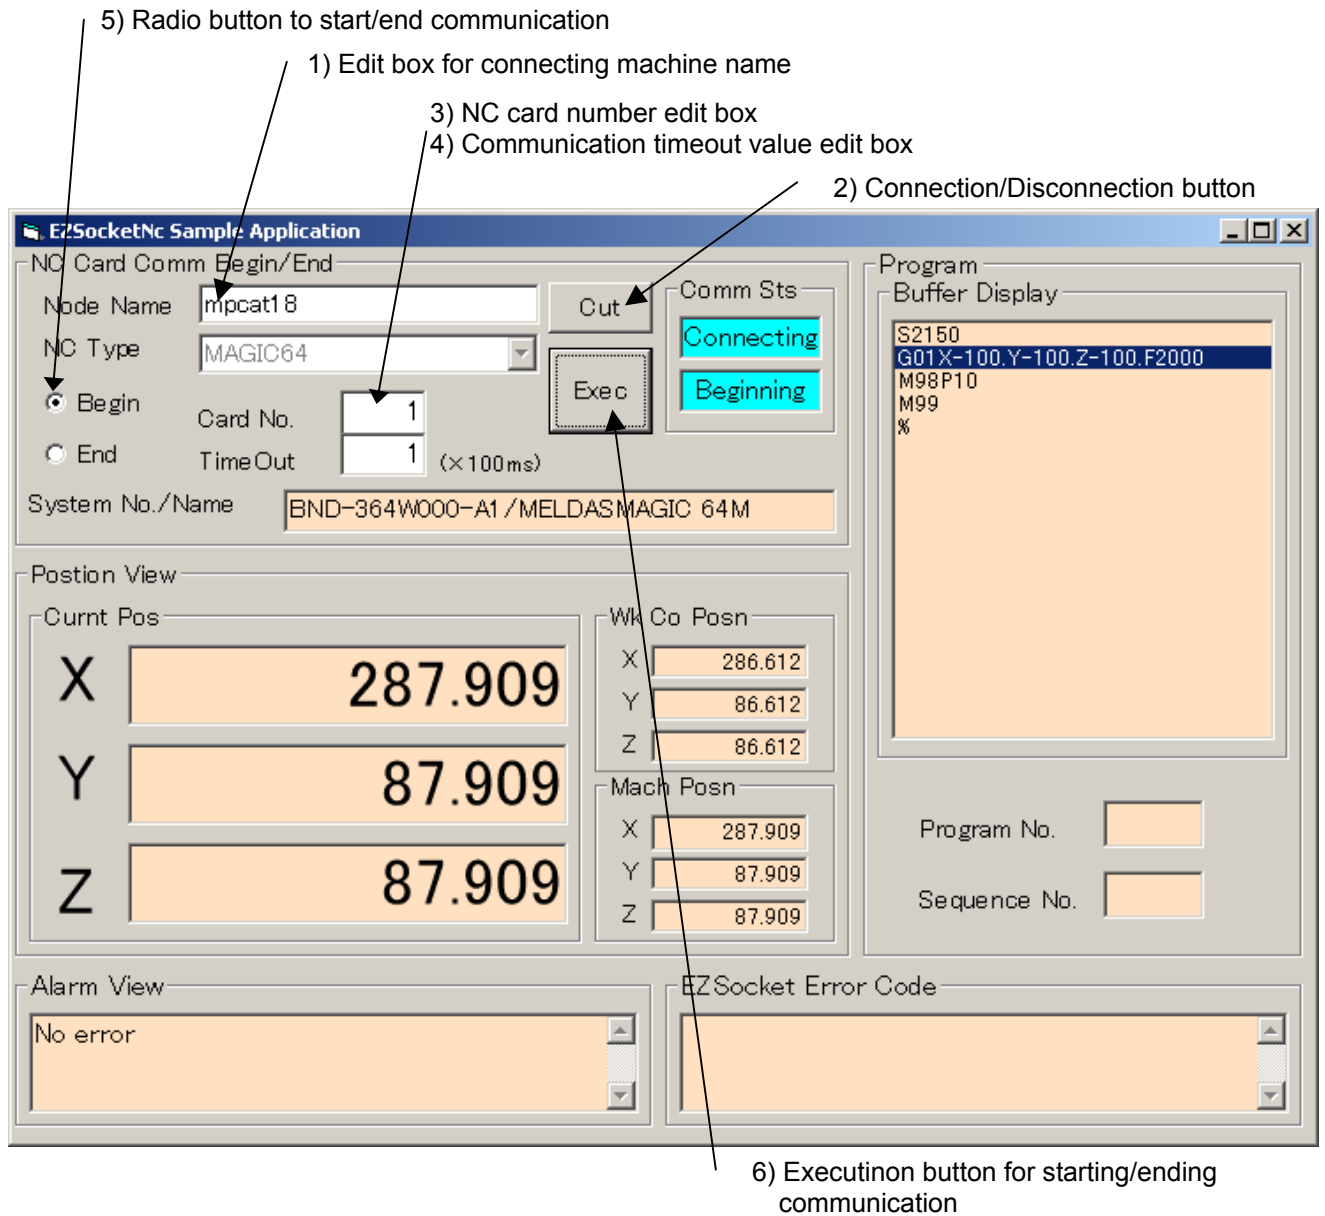 5) Radio button to start/end communication
1) Edit box for connecting machine name
3) NC card number edit box
4) Communication timeout value edit box
2) Connection/Disconnection button
EZSocketNc Sample Application
NC Card Comm Begin/End
Node Name mpcat18 Cut
NC Type MAGIC64
Begin
End
Card No. 1
TimeOut 1 (×100ms)
Exec
Comm Sts
Connecting
Beginning
System No./Name BND-364W000-A1/MELDASMAGIC 64M
Program
Buffer Display
S2150
G01X-100.Y-100.Z-100.F2000
M98P10
M99
%
Program No.
Sequence No.
Postion View
Curnt Pos
X 287.909
Y 87.909
Z 87.909
Wk Co Posn
X 286.612
Y 86.612
Z 86.612
Mach Posn
X 287.909
Y 87.909
Z 87.909
Alarm View
No error
EZSocket Error Code
6) Executinon button for starting/ending
communication